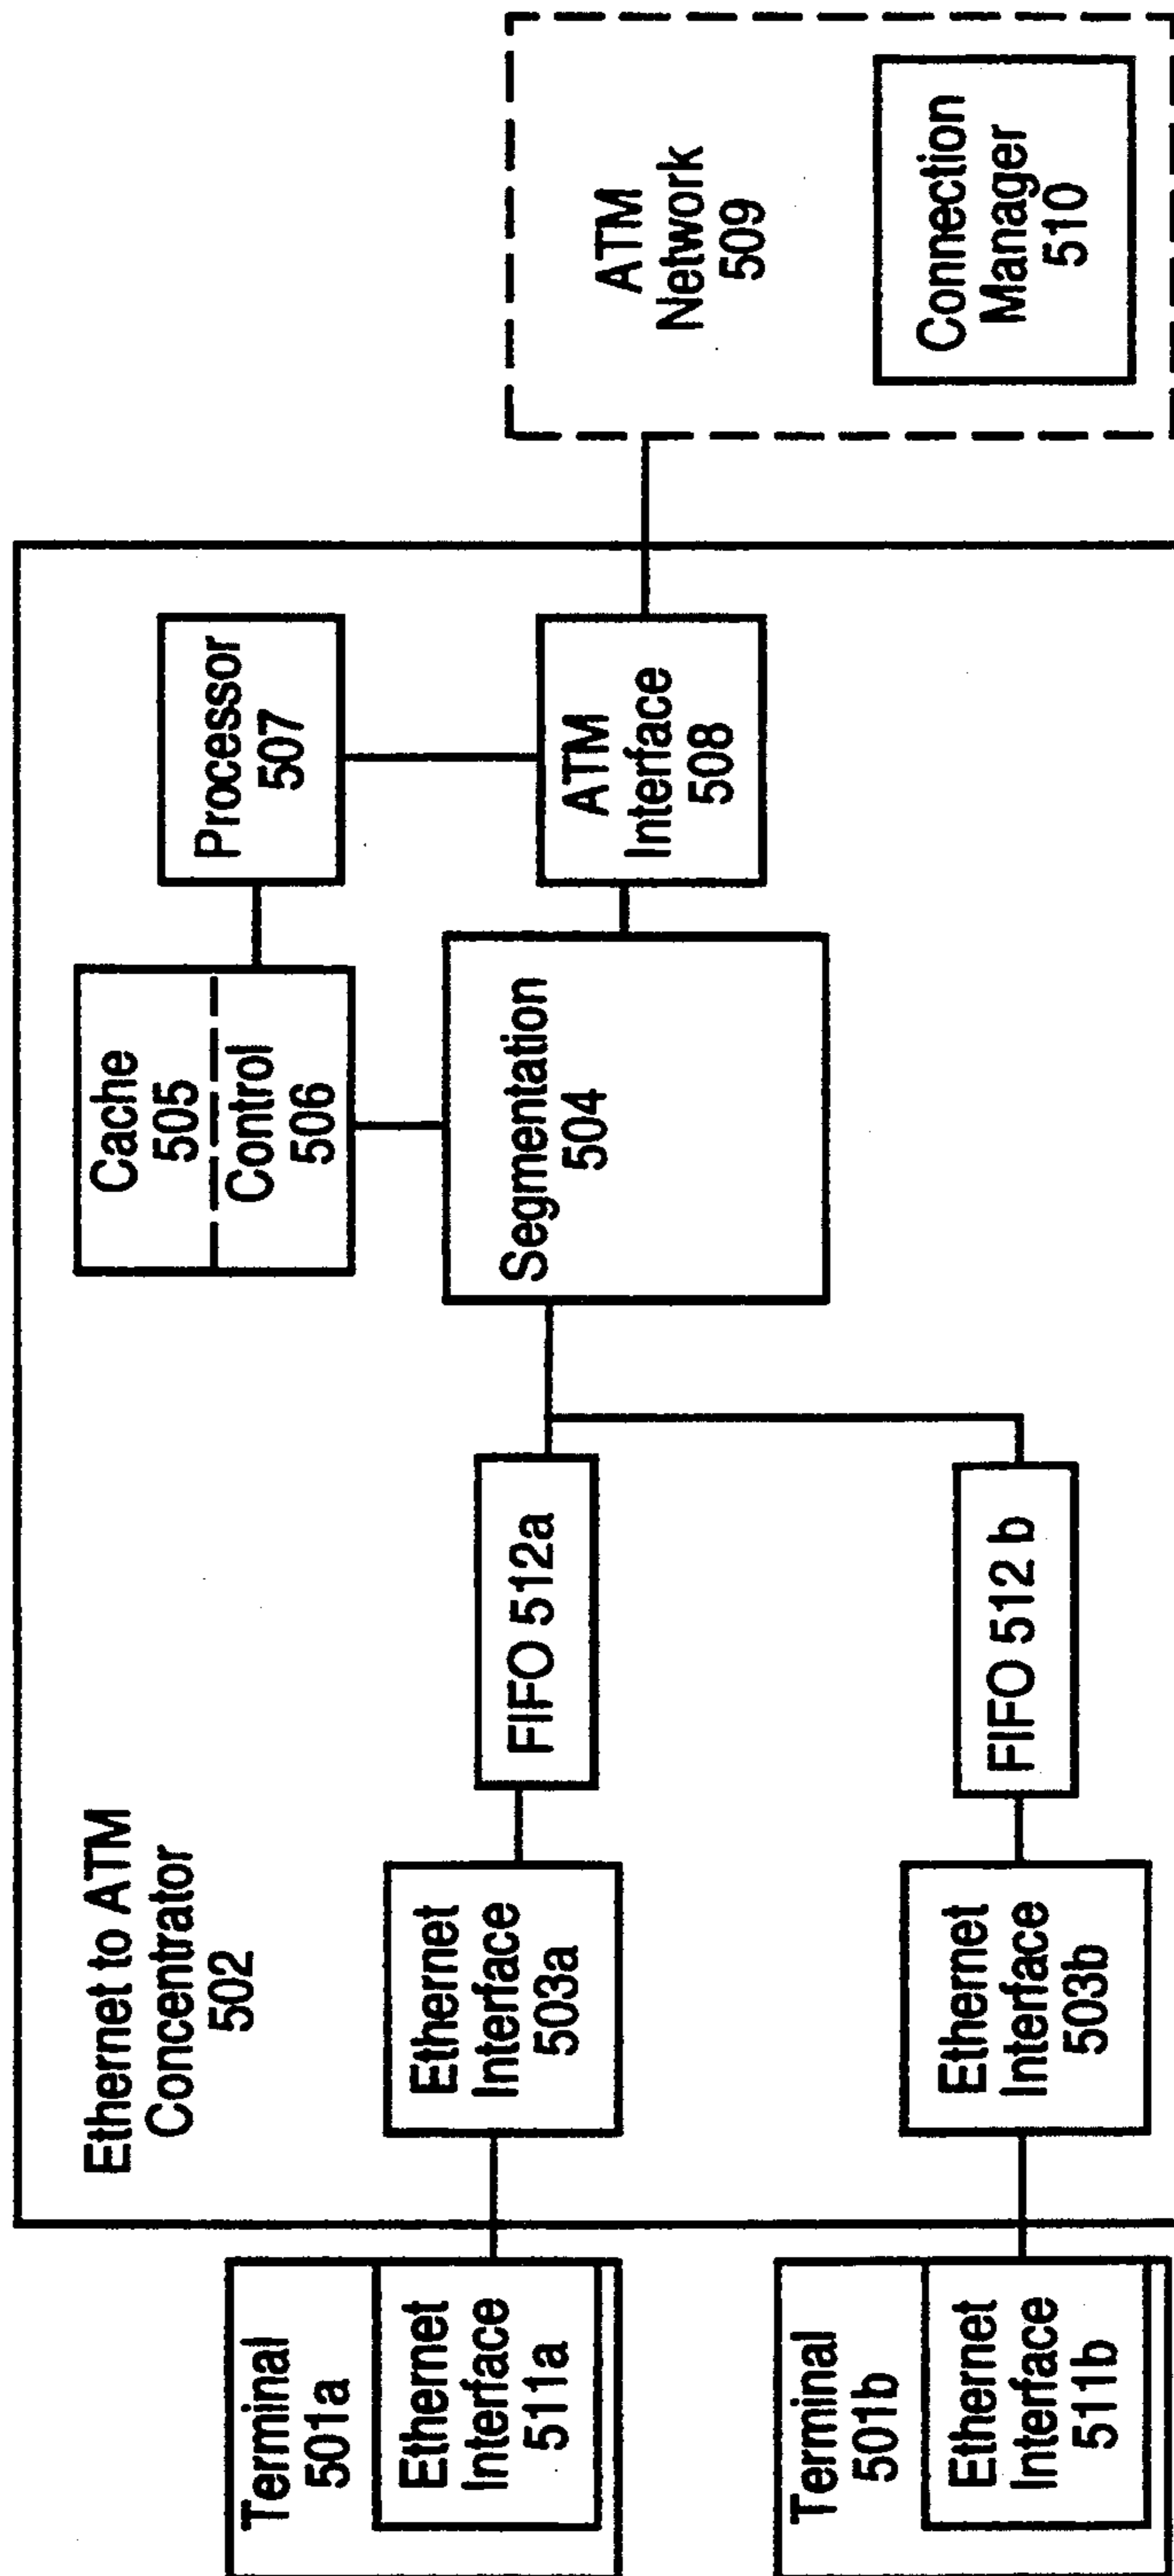 Ethernet to ATM
Concentrator
502
Terminal
501a
Ethernet
Interface
511a
Ethernet
Interface
503a
FIFO 512a
Segmentation
504
Cache
505
Control
506
Processor
507
ATM
Interface
508
ATM
Network
509
Connection
Manager
510
Terminal
501b
Ethernet
Interface
511b
Ethernet
Interface
503b
FIFO 512 b